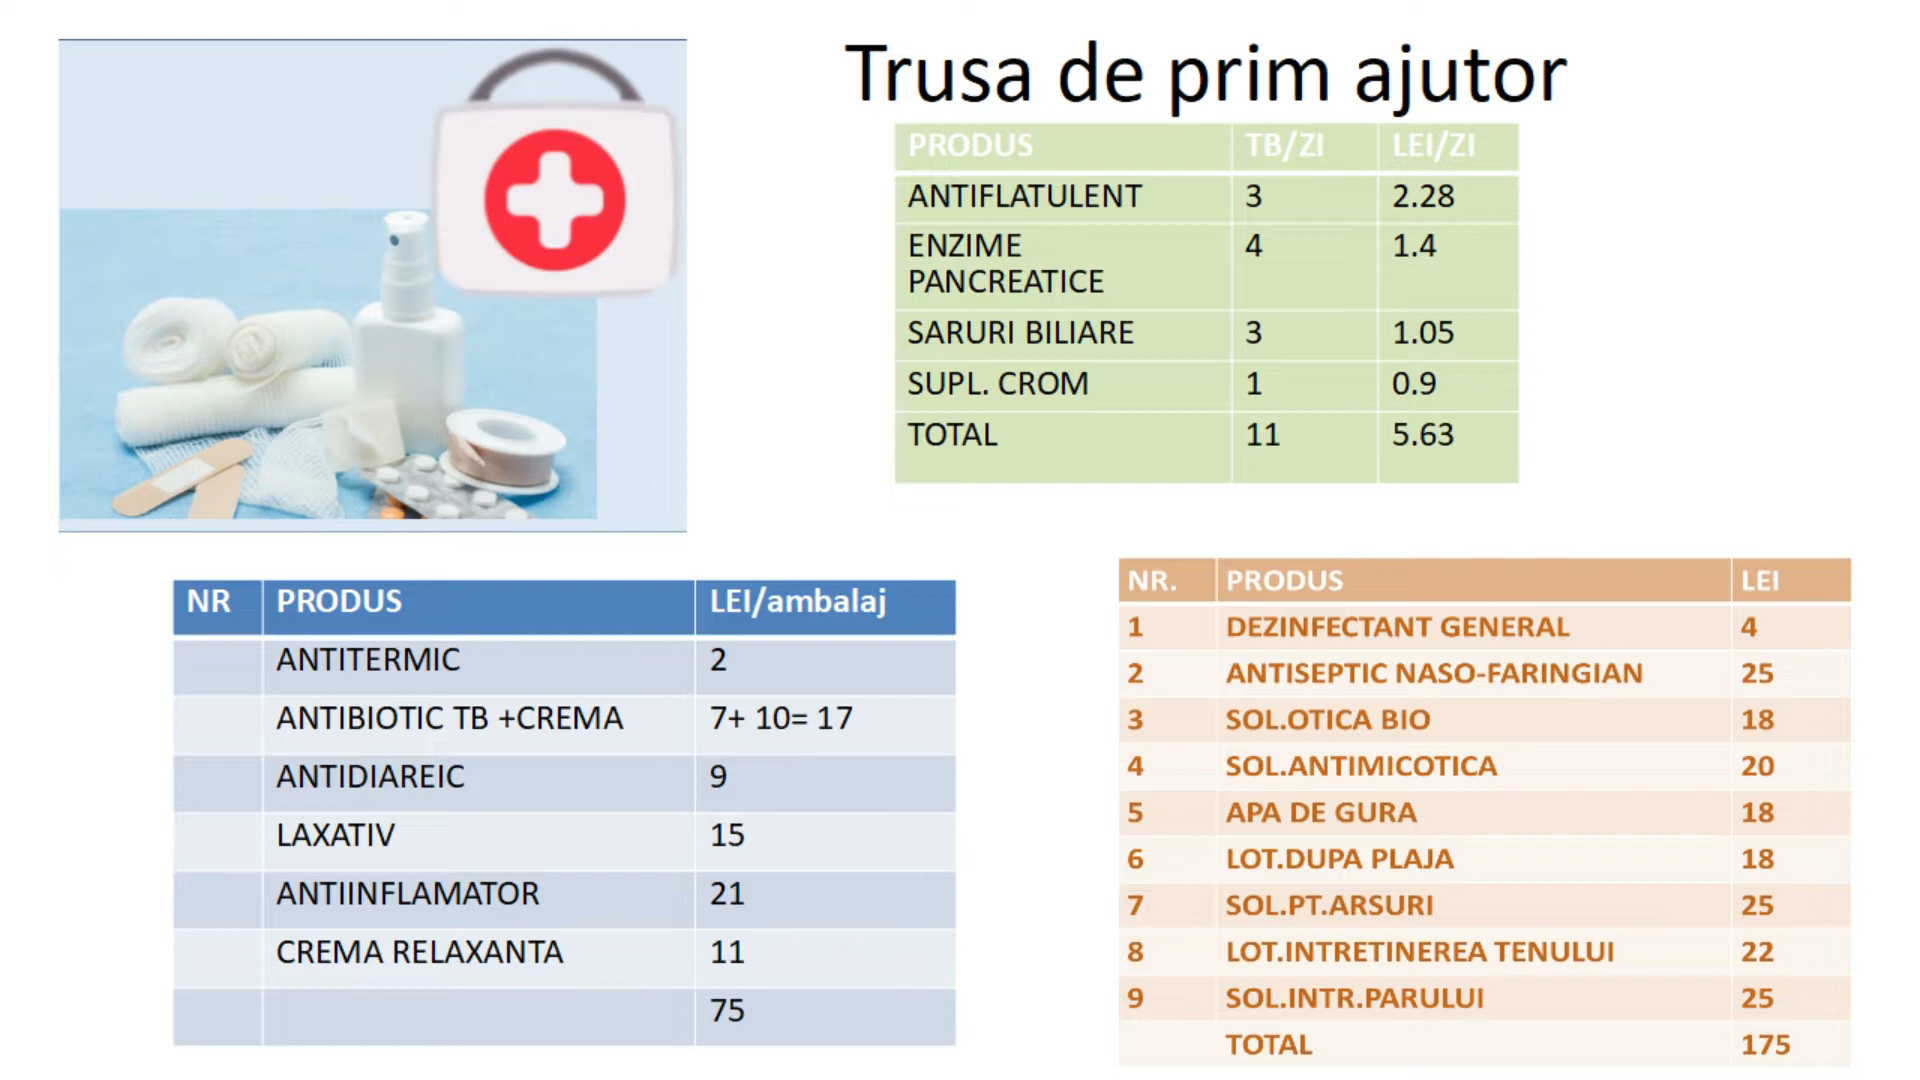 Trusa de prim ajutor
PRODUS TB/ZI LEI/ZI
ANTIFLATULENT 3 2.28
ENZIME 4 1.4
PANCREATICE
SARURI BILIARE 3 1.05
SUPL. CROM 1 0.9
TOTAL 11 5.63
NR PRODUS LEI/ambalaj
ANTITERMIC 2
ANTIBIOTIC TB +CREMA 7+ 10= 17
ANTIDIAREIC 9
LAXATIV 15
ANTIINFLAMATOR 21
CREMA RELAXANTA 11
75
NR. PRODUS LEI
1 DEZINFECTANT GENERAL 4
2 ANTISEPTIC NASO-FARINGIAN 25
3 SOL.OTICA BIO 18
4 SOL.ANTIMICOTICA 20
5 APA DE GURA 18
6 LOT.DUPA PLAJA 18
7 SOL.PT.ARSURI 25
8 LOT.INTRETINEREA TENULUI 22
9 SOL.INTR.PARULUI 25
TOTAL 175